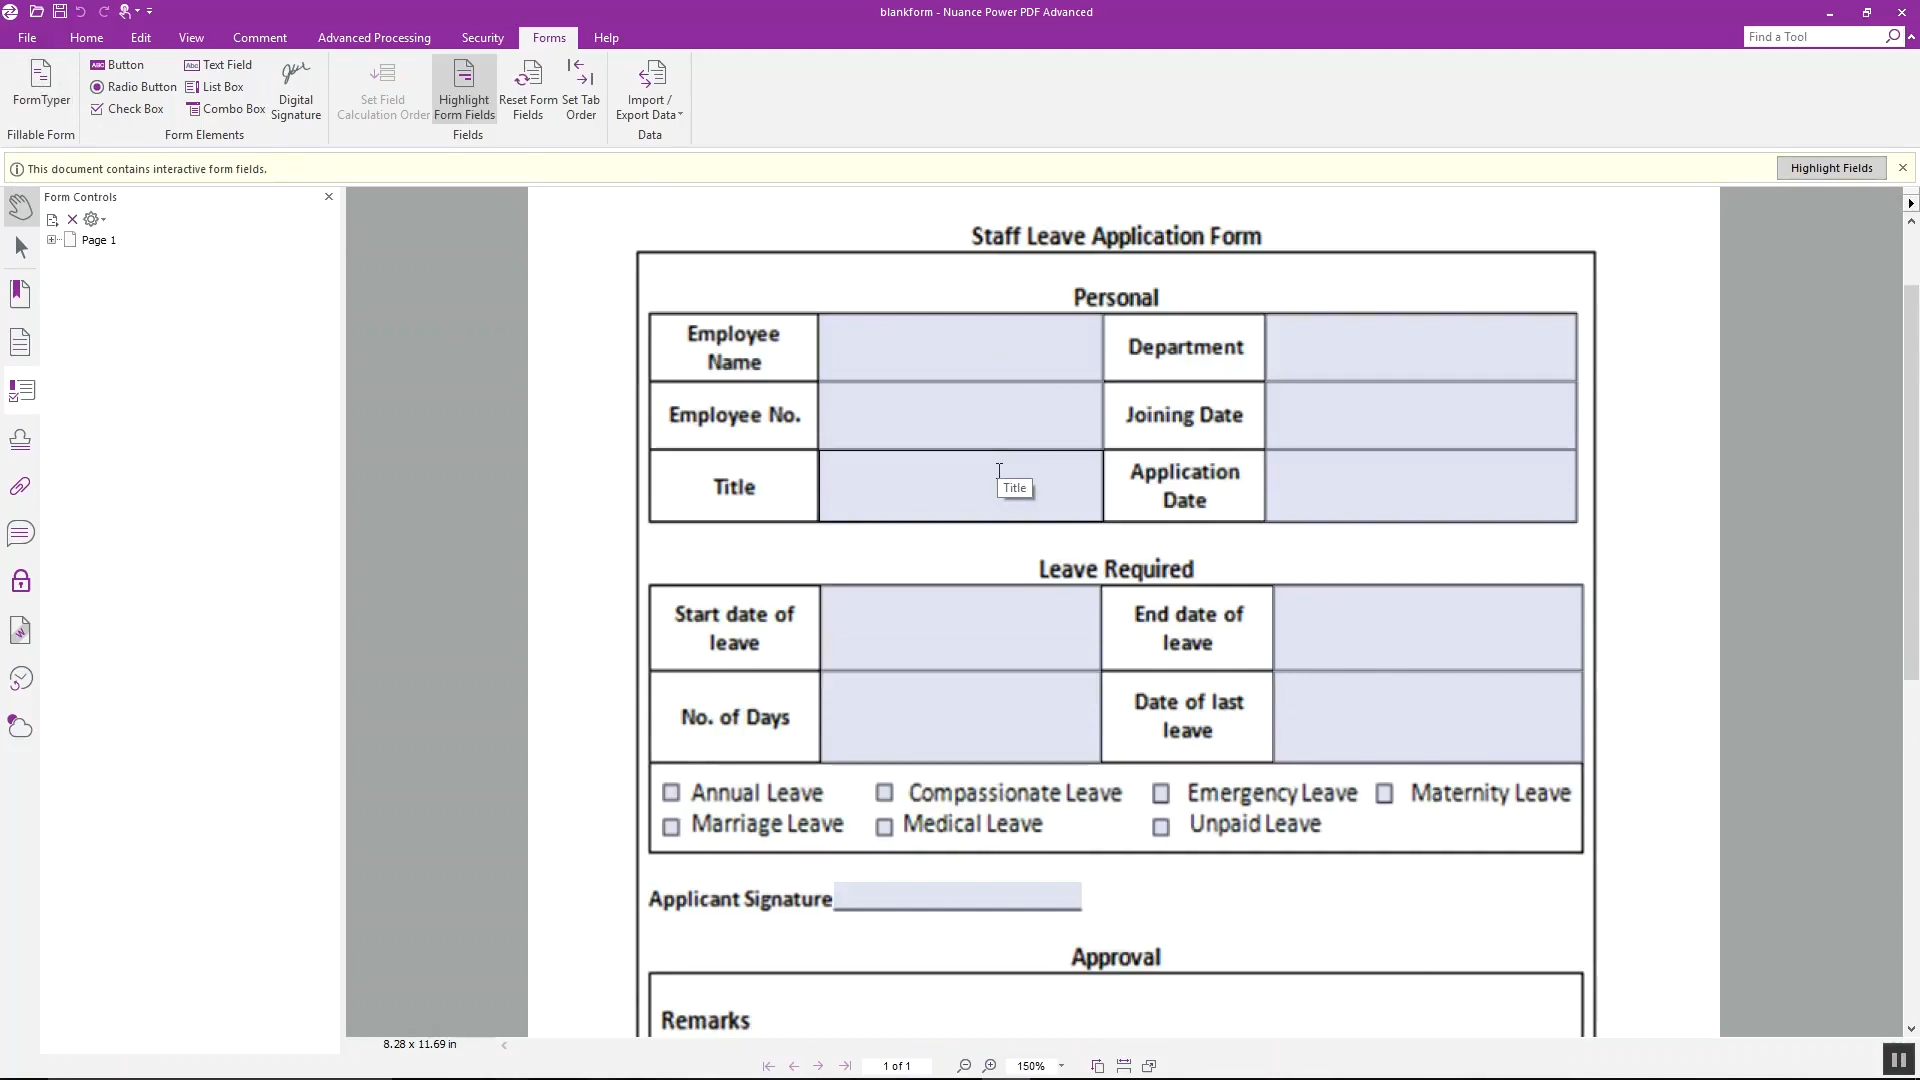 blankform - Nuance Power PDF Advanced
File Home Edit View Comment Advanced Processing Security Forms Help
Find a Tool
FormTyper
Fillable Form
Button
Radio Button
Check Box
Text Field
List Box
Combo Box
Digital
Signature
Form Elements
Set Field
Calculation Order
Highlight
Form Fields
Reset Form
Fields
Set Tab
Order
Fields
Import /
Export Data
Data
This document contains interactive form fields.
Highlight Fields
Form Controls
Page 1
Staff Leave Application Form
Personal
Employee
Name
Department
Employee No.
Joining Date
Title
Title
Application
Date
Leave Required
Start date of
leave
End date of
leave
No. of Days
Date of last
leave
Annual Leave Compassionate Leave Emergency Leave Maternity Leave
Marriage Leave Medical Leave Unpaid Leave
Applicant Signature
Approval
Remarks
8.28 x 11.69 in
1 of 1
150%